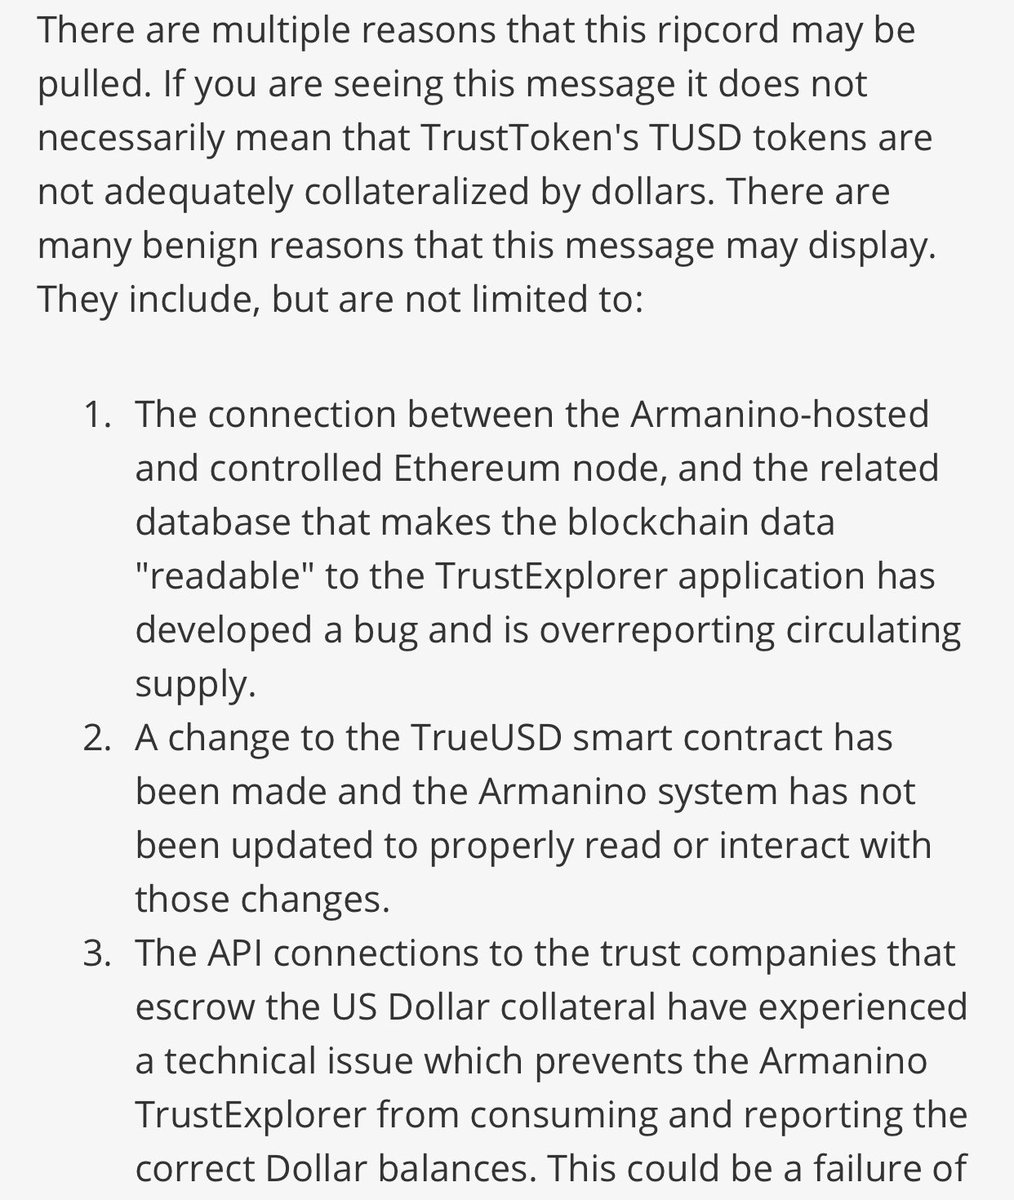 There are multiple reasons that this ripcord may be
pulled. If you are seeing this message it does not
necessarily mean that TrustToken's TUSD tokens are
not adequately collateralized by dollars. There are
many benign reasons that this message may display.
They include, but are not limited to:
1. The connection between the Armanino-hosted
and controlled Ethereum node, and the related
database that makes the blockchain data
"readable" to the TrustExplorer application has
developed a bug and is overreporting circulating
supply.
2. A change to the TrueUSD smart contract has
been made and the Armanino system has not
been updated to properly read or interact with
those changes.
3. The API connections to the trust companies that
escrow the US Dollar collateral have experienced
a technical issue which prevents the Armanino
TrustExplorer from consuming and reporting the
correct Dollar balances. This could be a failure of